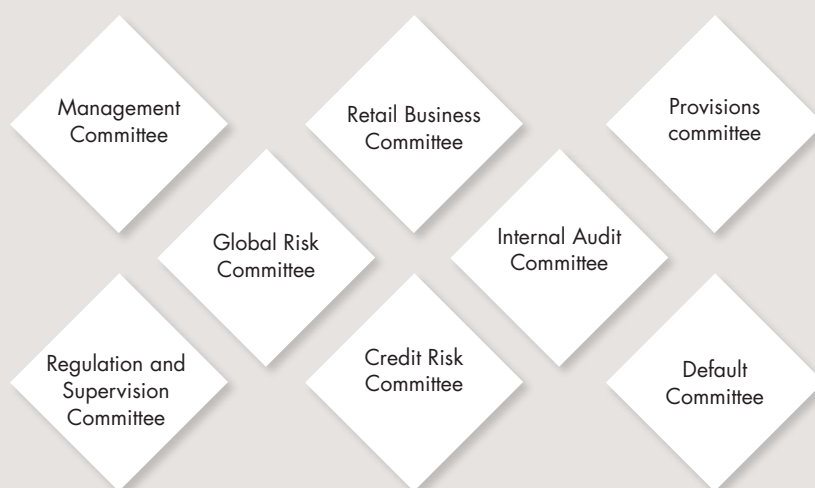 Management
Committee
Retail Business
Committee
Provisions
committee
Global Risk
Committee
Internal Audit
Committee
Regulation and
Supervision
Committee
Credit Risk
Committee
Default
Committee